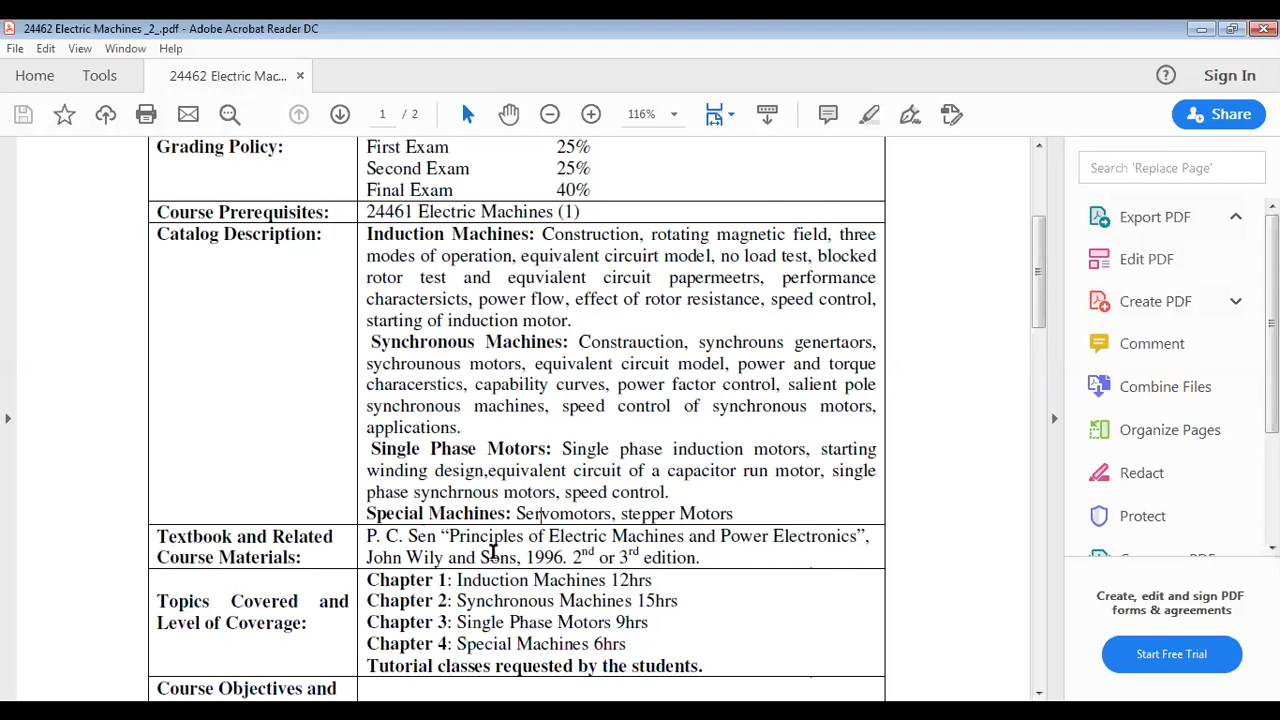 24462 Electric Machines _2_.pdf - Adobe Acrobat Reader DC
File Edit View Window Help
Home Tools 24462 Electric Mac... × Sign In
1 / 2 116% Share
Grading Policy: First Exam 25%
Second Exam 25%
Final Exam 40%
Course Prerequisites: 24461 Electric Machines (1)
Catalog Description: Induction Machines: Construction, rotating magnetic field, three
modes of operation, equivalent circuirt model, no load test, blocked
rotor test and equvialent circuit papermeetrs, performance
charactersicts, power flow, effect of rotor resistance, speed control,
starting of induction motor.
Synchronous Machines: Constrauction, synchrouns genertaors,
sychrounous motors, equivalent circuit model, power and torque
characerstics, capability curves, power factor control, salient pole
synchronous machines, speed control of synchronous motors,
applications.
Single Phase Motors: Single phase induction motors, starting
winding design,equivalent circuit of a capacitor run motor, single
phase synchrnous motors, speed control.
Special Machines: Servomotors, stepper Motors
Textbook and Related
Course Materials:
P. C. Sen “Principles of Electric Machines and Power Electronics”,
John Wily and Sons, 1996. 2nd or 3rd edition.
Topics Covered and
Level of Coverage:
Chapter 1: Induction Machines 12hrs
Chapter 2: Synchronous Machines 15hrs
Chapter 3: Single Phase Motors 9hrs
Chapter 4: Special Machines 6hrs
Tutorial classes requested by the students.
Course Objectives and
Search 'Replace Page'
Export PDF
Edit PDF
Create PDF
Comment
Combine Files
Organize Pages
Redact
Protect
Create, edit and sign PDF
forms & agreements
Start Free Trial